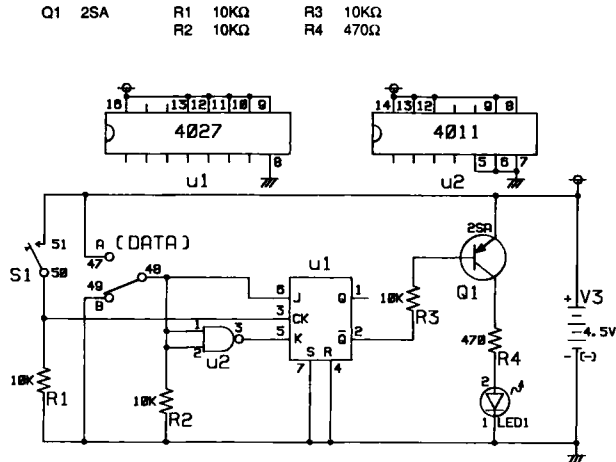 Q1 2SA R1 10KΩ R3 10KΩ
R2 10KΩ R4 470Ω
16 13 12 11 10 9
4027
8
u1
14 13 12 9 8
4011
5 6 7
u2
51
S1 50
A
47
(DATA)
49
B
48
u1
6 J Q 1
3 CK
5 K Q̅ 2
S R
7 4
1
2
3
u2
10K
R1
10K
R2
10K
R3
2SA
Q1
470
R4
2
1 LED1
+ V3
4.5V
- (-)